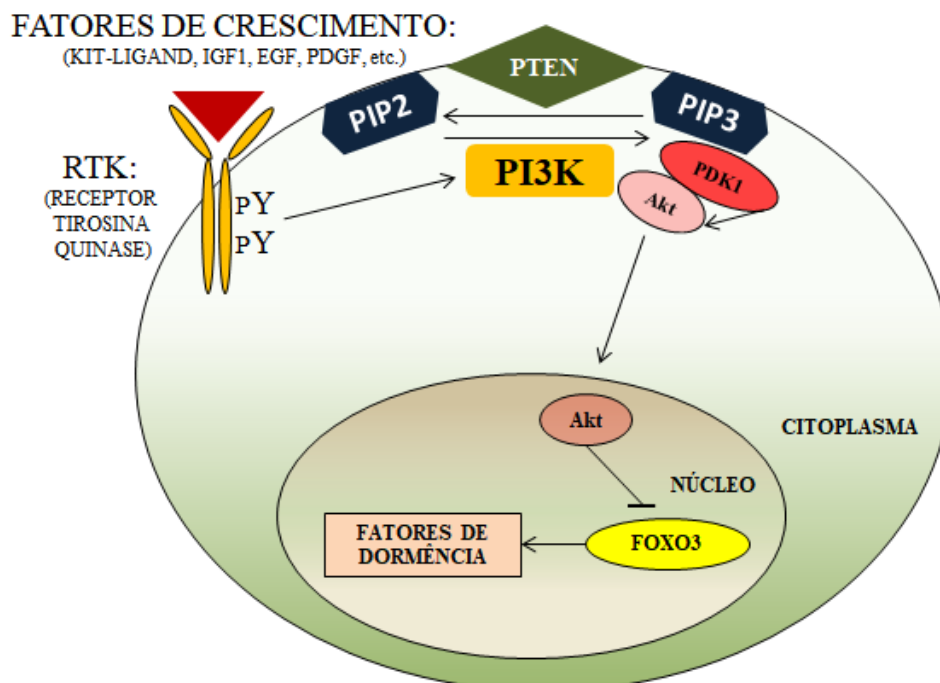 FATORES DE CRESCIMENTO:
(KIT-LIGAND, IGF1, EGF, PDGF, etc.)
PTEN
PIP2
PIP3
RTK:
(RECEPTOR
TIROSINA
QUINASE)
PY
PY
PI3K
PDK1
Akt
CITOPLASMA
Akt
NÚCLEO
FATORES DE
DORMÊNCIA
FOXO3